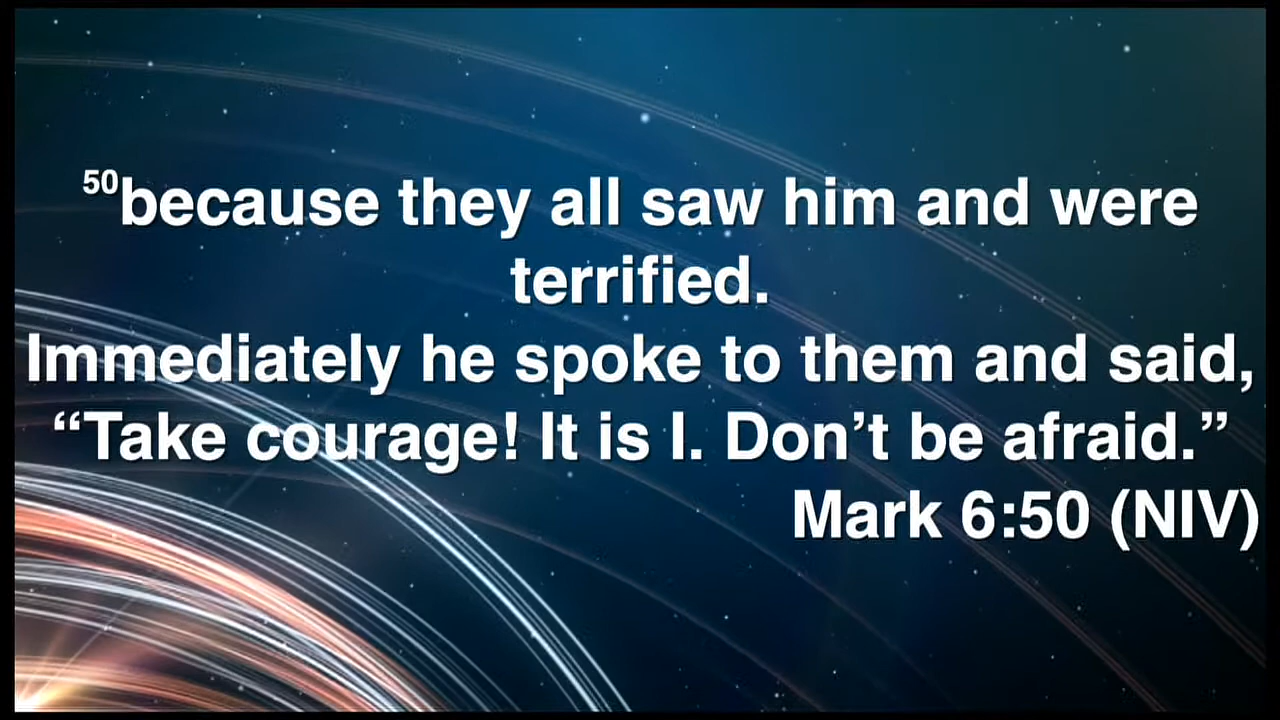 50because they all saw him and were
terrified.
Immediately he spoke to them and said,
“Take courage! It is I. Don’t be afraid.”
Mark 6:50 (NIV)